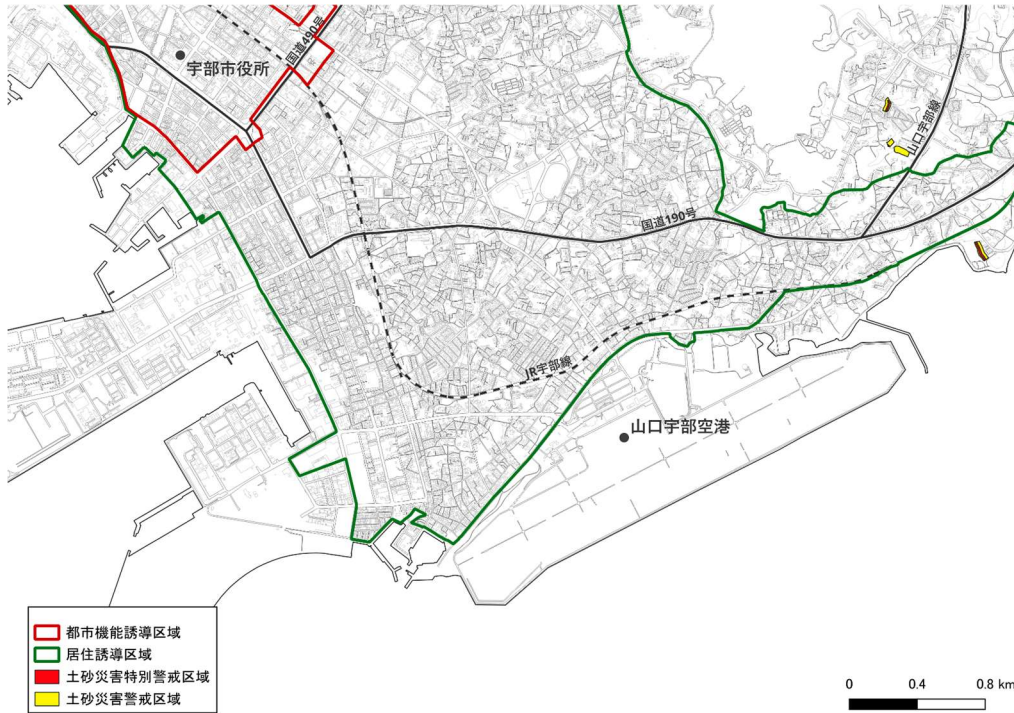 宇部市役所
国道490号
山口宇部線
国道190号
JR宇部線
山口宇部空港
都市機能誘導区域
居住誘導区域
土砂災害特別警戒区域
土砂災害警戒区域
0 0.4 0.8 km